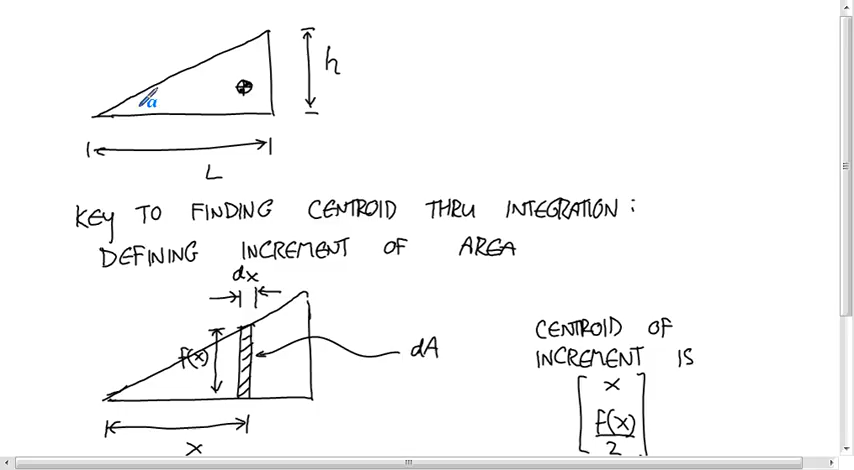 h
a
L
KEY TO FINDING CENTROID THRU INTEGRATION:
DEFINING INCREMENT OF AREA
dx
f(x)
dA
x
CENTROID OF
INCREMENT IS
x
f(x)
2